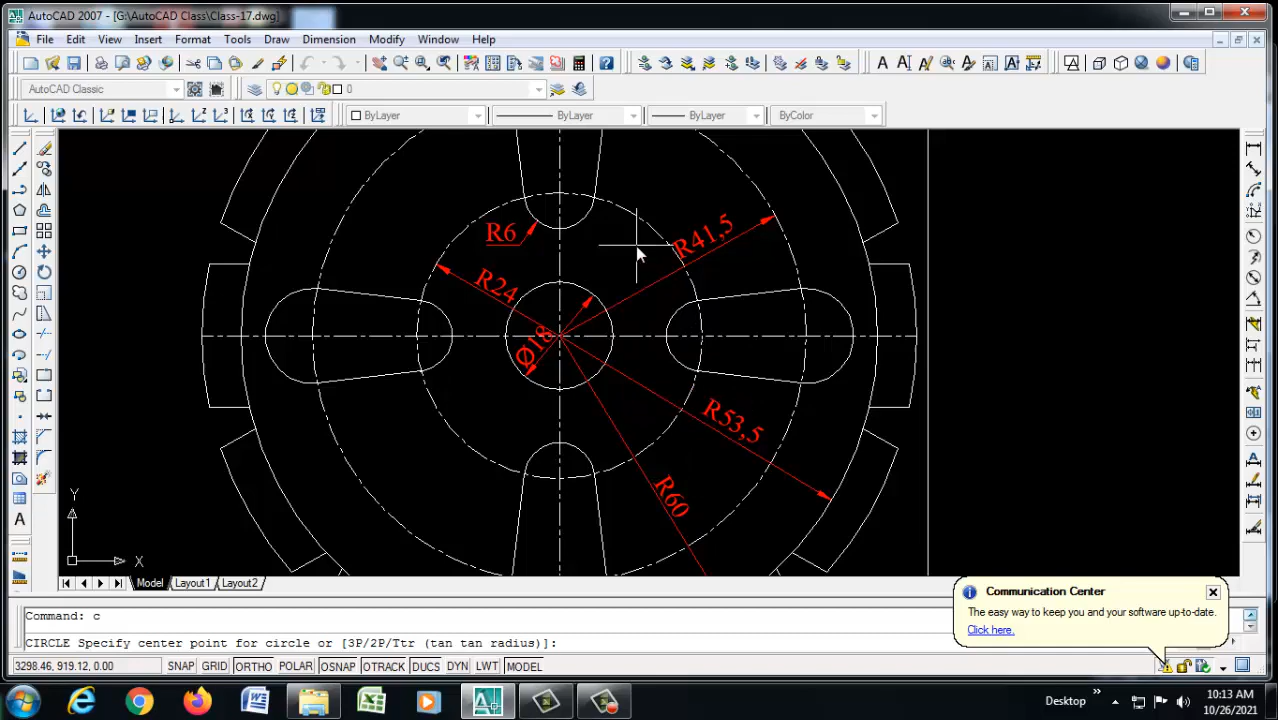 AutoCAD 2007 - [G:\AutoCAD Class\Class-17.dwg]
File Edit View Insert Format Tools Draw Dimension Modify Window Help
AutoCAD Classic
0
ByLayer
ByLayer
ByLayer
ByColor
R6
R41,5
R24
Ø18
R53,5
R60
Y
X
Model Layout1 Layout2
Communication Center
The easy way to keep you and your software up-to-date.
Click here.
Command: c
CIRCLE Specify center point for circle or [3P/2P/Ttr (tan tan radius)]:
3298.46, 919.12, 0.00
SNAP GRID ORTHO POLAR OSNAP OTRACK DUCS DYN LWT MODEL
Desktop
10:13 AM
10/26/2021